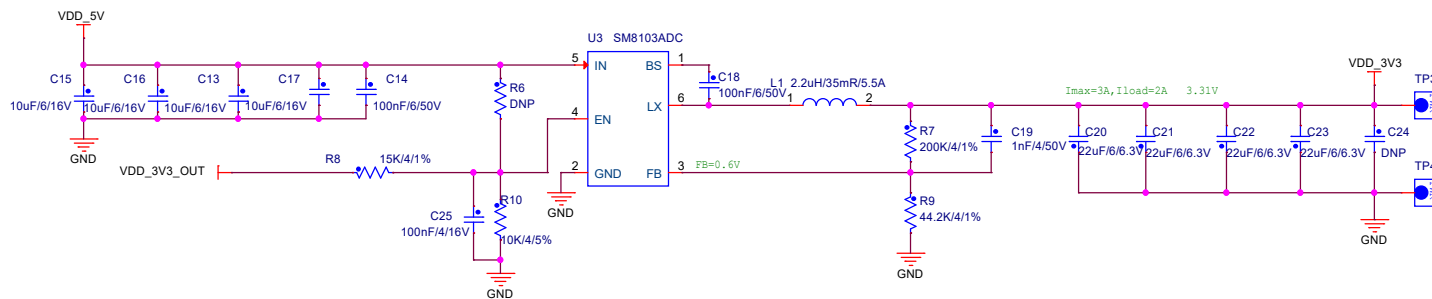 VDD_5V
C15
10uF/6/16V
C16
10uF/6/16V
C13
10uF/6/16V
C17
10uF/6/16V
C14
100nF/6/50V
GND
R6
DNP
U3 SM8103ADC
5
IN
BS
1
C18
100nF/6/50V
LX
6
4
EN
2
GND
FB
3
GND
FB=0.6V
L1 2.2uH/35mR/5.5A
1
2
VDD_3V3_OUT
R8
15K/4/1%
C25
100nF/4/16V
R10
10K/4/5%
GND
R7
200K/4/1%
C19
1nF/4/50V
R9
44.2K/4/1%
GND
Imax=3A,Iload=2A 3.31V
C20
22uF/6/6.3V
C21
22uF/6/6.3V
C22
22uF/6/6.3V
C23
22uF/6/6.3V
VDD_3V3
C24
DNP
GND
TP3
TP4